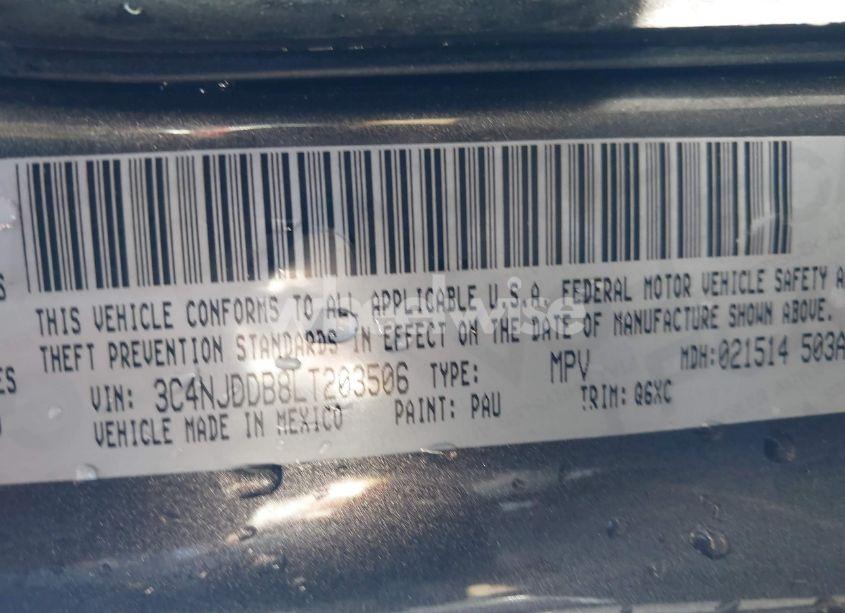 THIS VEHICLE CONFORMS TO ALL APPLICABLE U.S.A. FEDERAL MOTOR VEHICLE SAFETY A
THEFT PREVENTION STANDARDS IN EFFECT ON THE DATE OF MANUFACTURE SHOWN ABOVE.
VIN: 3C4NJDDB8LT203506 TYPE: MPV MDH:021514 503A
VEHICLE MADE IN MEXICO PAINT: PAU TRIM: Q6XC
wheelwise